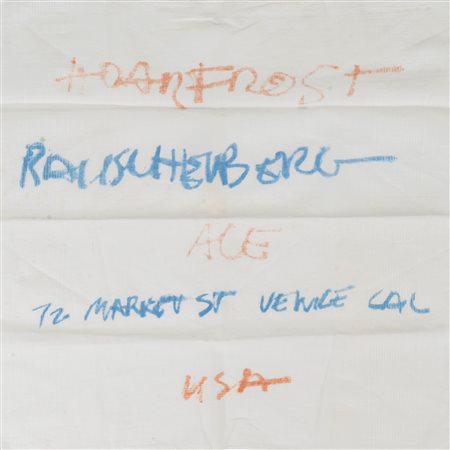 HOARFROST
RAUSCHENBERG
ACE
72 MARKET ST VENICE CAL
USA